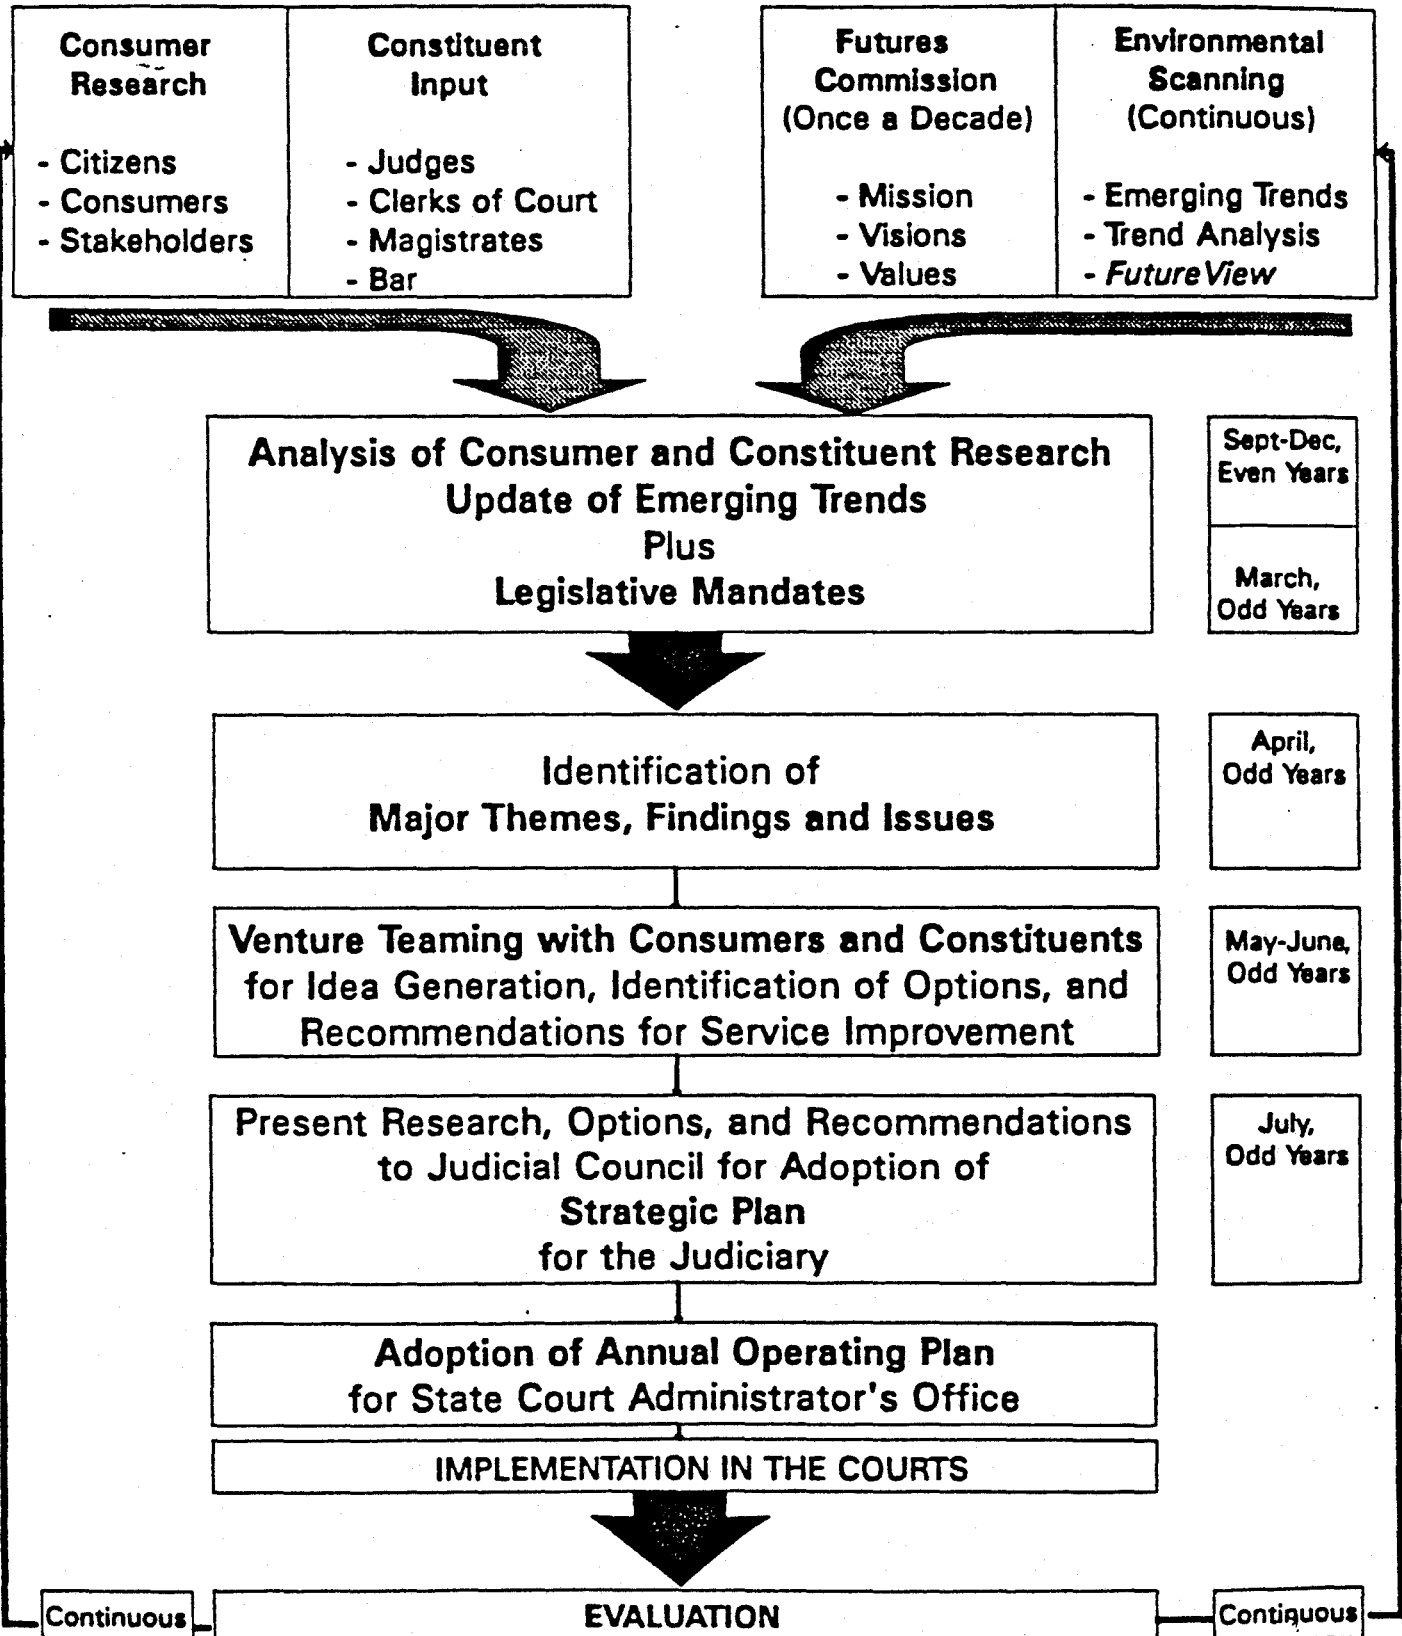 Consumer
Research
- Citizens
- Consumers
- Stakeholders
Constituent
Input
- Judges
- Clerks of Court
- Magistrates
- Bar
Futures
Commission
(Once a Decade)
- Mission
- Visions
- Values
Environmental
Scanning
(Continuous)
- Emerging Trends
- Trend Analysis
- FutureView
Analysis of Consumer and Constituent Research
Update of Emerging Trends
Plus
Legislative Mandates
Sept-Dec,
Even Years
March,
Odd Years
Identification of
Major Themes, Findings and Issues
April,
Odd Years
Venture Teaming with Consumers and Constituents
for Idea Generation, Identification of Options, and
Recommendations for Service Improvement
May-June,
Odd Years
Present Research, Options, and Recommendations
to Judicial Council for Adoption of
Strategic Plan
for the Judiciary
July,
Odd Years
Adoption of Annual Operating Plan
for State Court Administrator's Office
IMPLEMENTATION IN THE COURTS
Continuous
EVALUATION
Continuous